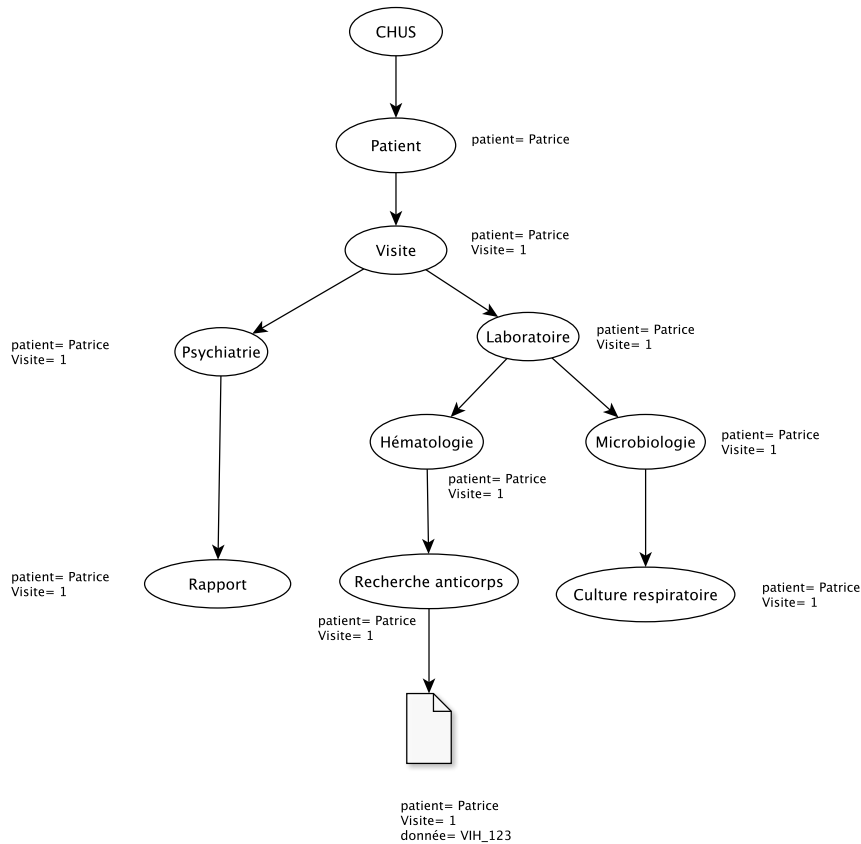 CHUS
Patient
patient= Patrice
Visite
patient= Patrice
Visite= 1
Psychiatrie
patient= Patrice
Visite= 1
Laboratoire
patient= Patrice
Visite= 1
Hématologie
patient= Patrice
Visite= 1
Microbiologie
patient= Patrice
Visite= 1
Rapport
patient= Patrice
Visite= 1
Recherche anticorps
patient= Patrice
Visite= 1
Culture respiratoire
patient= Patrice
Visite= 1
patient= Patrice
Visite= 1
donnée= VIH_123